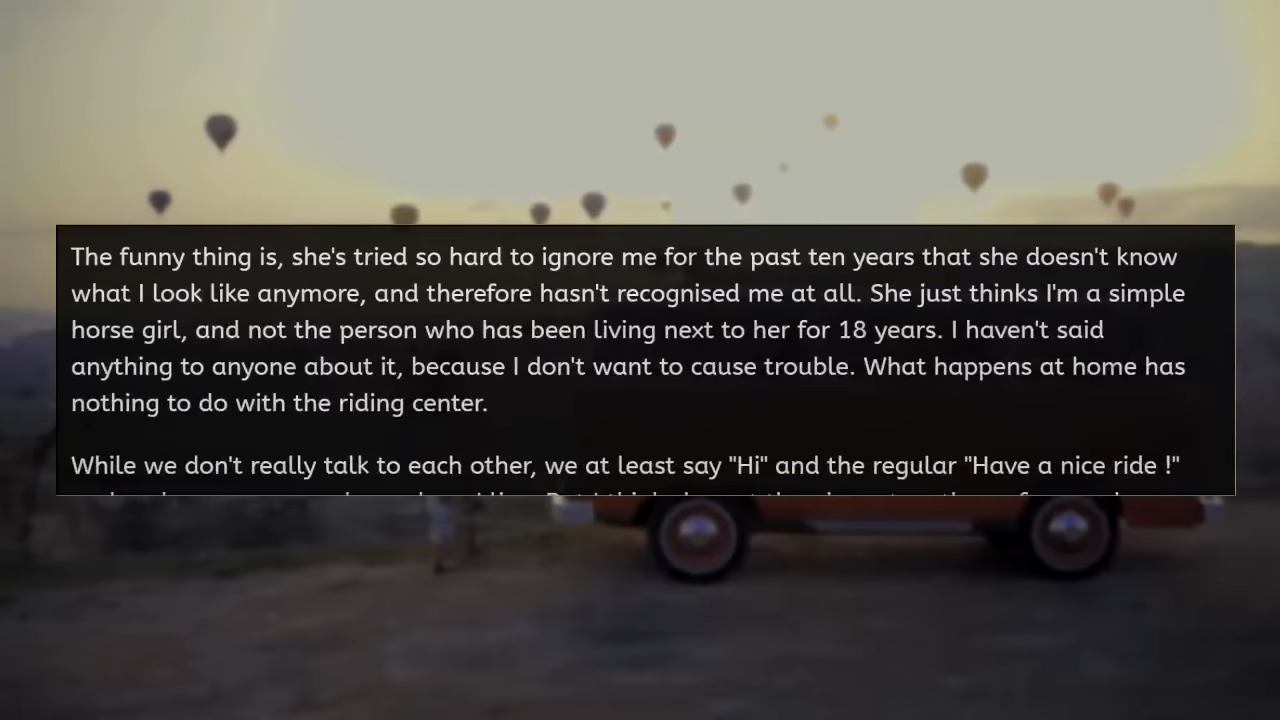 The funny thing is, she's tried so hard to ignore me for the past ten years that she doesn't know
what I look like anymore, and therefore hasn't recognised me at all. She just thinks I'm a simple
horse girl, and not the person who has been living next to her for 18 years. I haven't said
anything to anyone about it, because I don't want to cause trouble. What happens at home has
nothing to do with the riding center.
While we don't really talk to each other, we at least say "Hi" and the regular "Have a nice ride !"